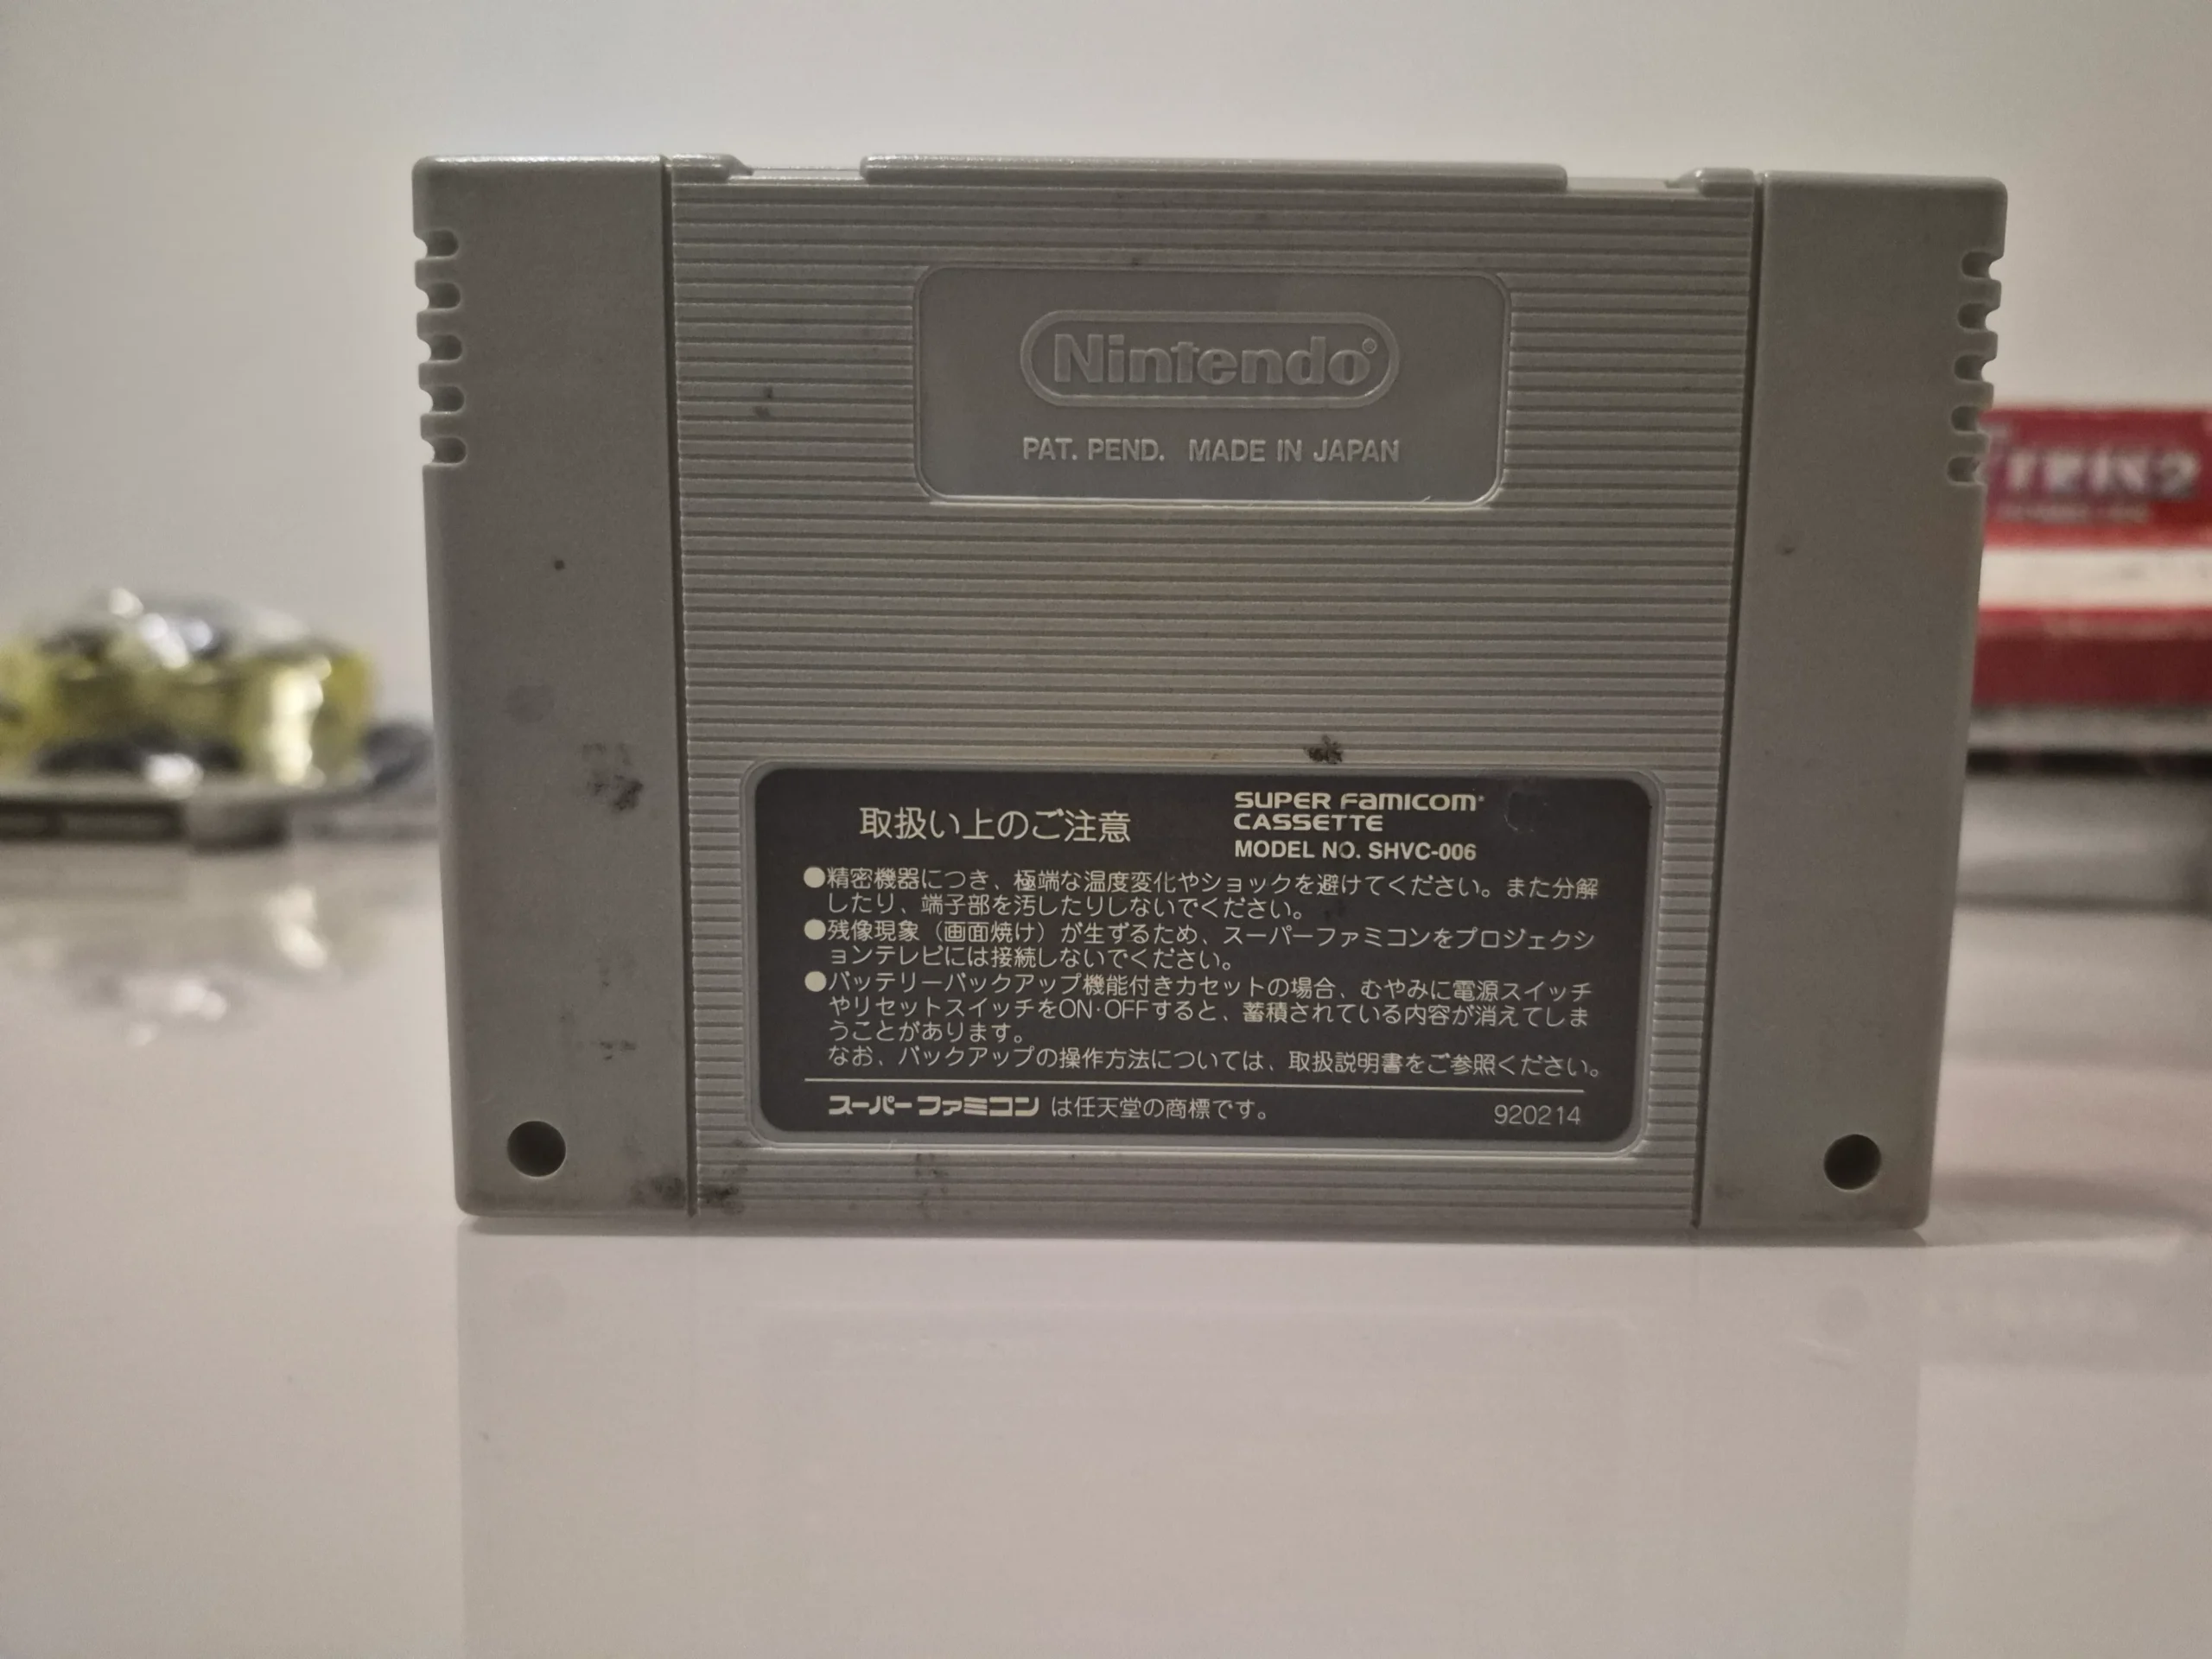 Nintendo®
PAT. PEND. MADE IN JAPAN
取扱い上のご注意
SUPER FAMICOM
CASSETTE
MODEL NO. SHVC-006
●精密機器につき、極端な温度変化やショックを避けてください。また分解
したり、端子部を汚したりしないでください。
●残像現象（画面焼け）が生ずるため、スーパーファミコンをプロジェクシ
ョンテレビには接続しないでください。
●バッテリーバックアップ機能付きカセットの場合、むやみに電源スイッチ
やリセットスイッチをON·OFFすると、蓄積されている内容が消えてしま
うことがあります。
なお、バックアップの操作方法については、取扱説明書をご参照ください。
スーパーファミコン は任天堂の商標です。
920214